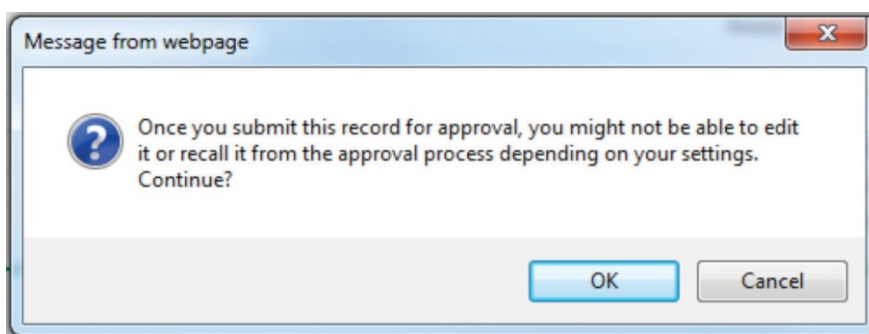 Message from webpage
Once you submit this record for approval, you might not be able to edit
it or recall it from the approval process depending on your settings.
Continue?
OK
Cancel